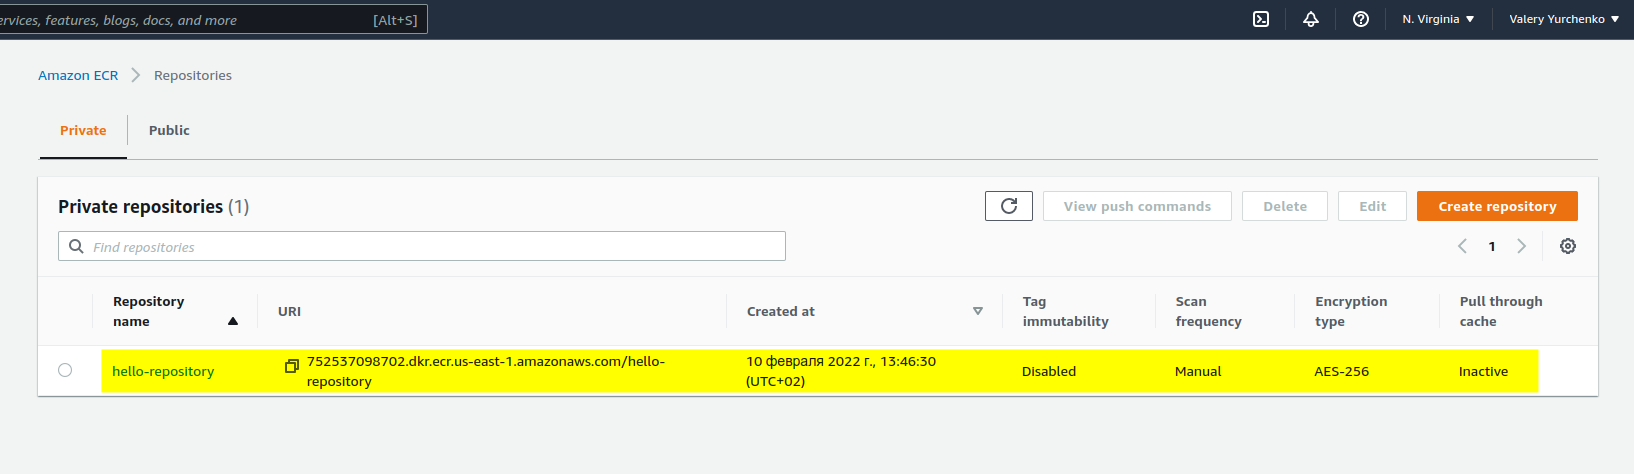 ervices, features, blogs, docs, and more [Alt+S] N. Virginia Valery Yurchenko
Amazon ECR Repositories
Private Public
Private repositories (1) View push commands Delete Edit Create repository
Find repositories 1
Repository name URI Created at Tag immutability Scan frequency Encryption type Pull through cache
hello-repository 752537098702.dkr.ecr.us-east-1.amazonaws.com/hello-repository 10 февраля 2022 г., 13:46:30 (UTC+02) Disabled Manual AES-256 Inactive